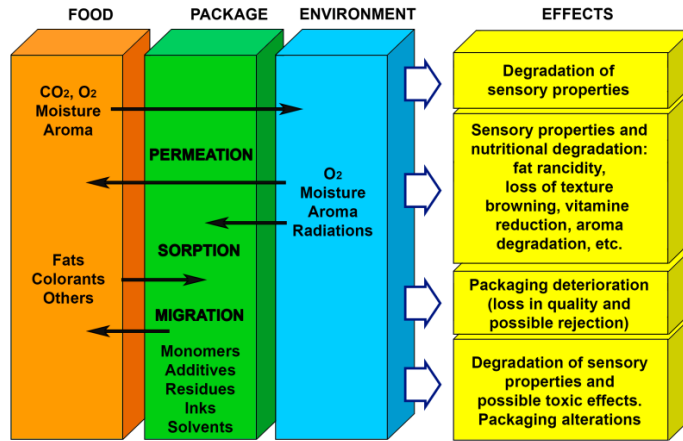 FOOD
PACKAGE
ENVIRONMENT
EFFECTS
CO2, O2
Moisture
Aroma
PERMEATION
O2
Moisture
Aroma
Radiations
SORPTION
Fats
Colorants
Others
MIGRATION
Monomers
Additives
Residues
Inks
Solvents
Degradation of
sensory properties
Sensory properties and
nutritional degradation:
fat rancidity,
loss of texture
browning, vitamine
reduction, aroma
degradation, etc.
Packaging deterioration
(loss in quality and
possible rejection)
Degradation of sensory
properties and
possible toxic effects.
Packaging alterations